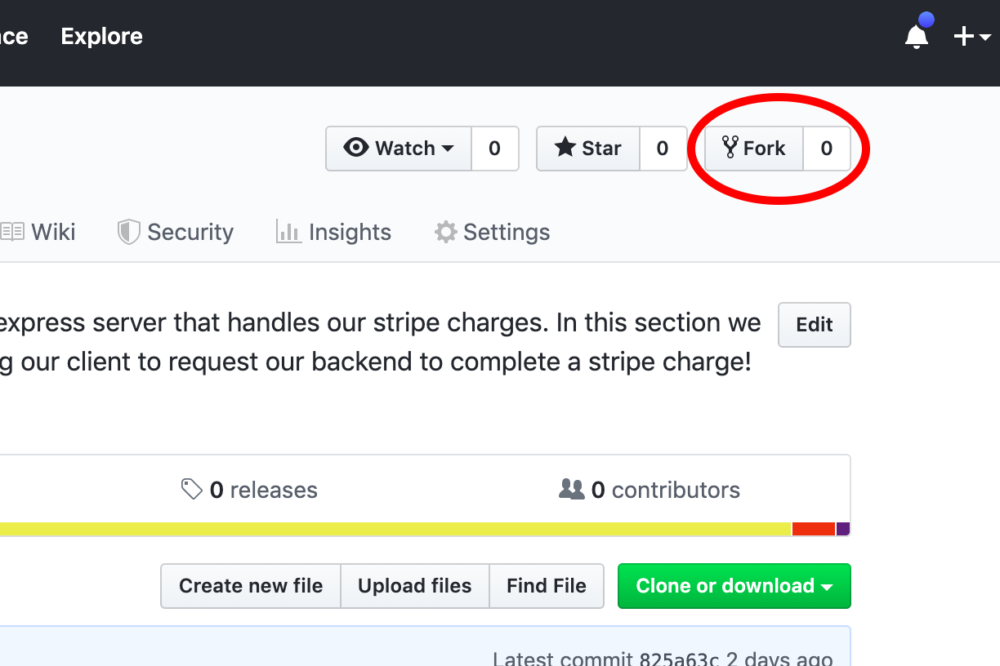 Explore
Watch 0 Star 0 Fork 0
Wiki Security Insights Settings
express server that handles our stripe charges. In this section we Edit
our client to request our backend to complete a stripe charge!
0 releases 0 contributors
Create new file Upload files Find File Clone or download
Latest commit 825a63c 2 days ago